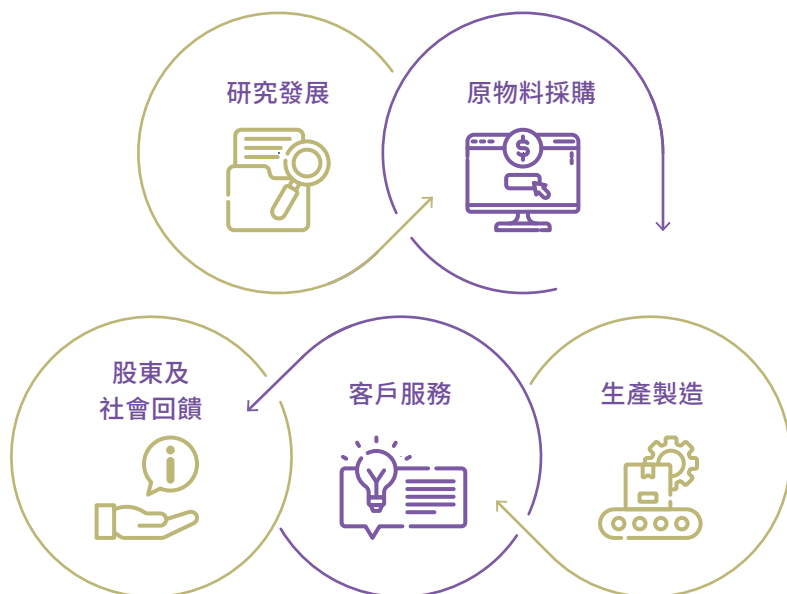 研究發展
原物料採購
$
股東及
社會回饋
客戶服務
生產製造